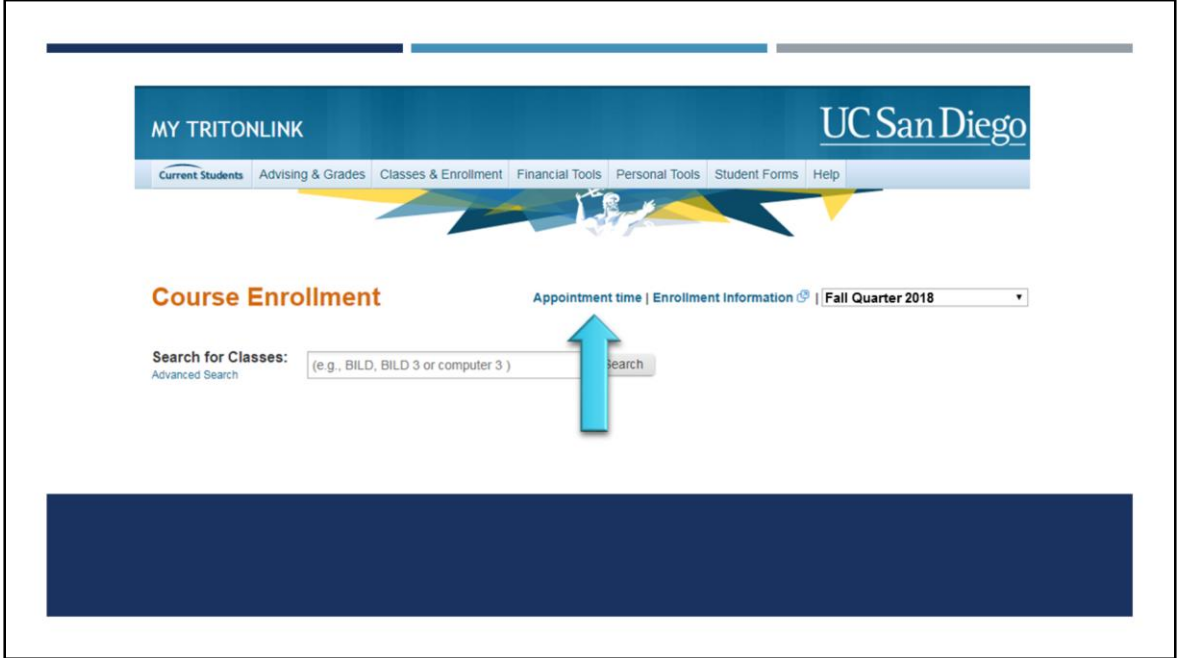 MY TRITONLINK
UC San Diego
Current Students Advising & Grades Classes & Enrollment Financial Tools Personal Tools Student Forms Help
Course Enrollment
Appointment time | Enrollment Information | Fall Quarter 2018
Search for Classes: (e.g., BILD, BILD 3 or computer 3 )
Advanced Search